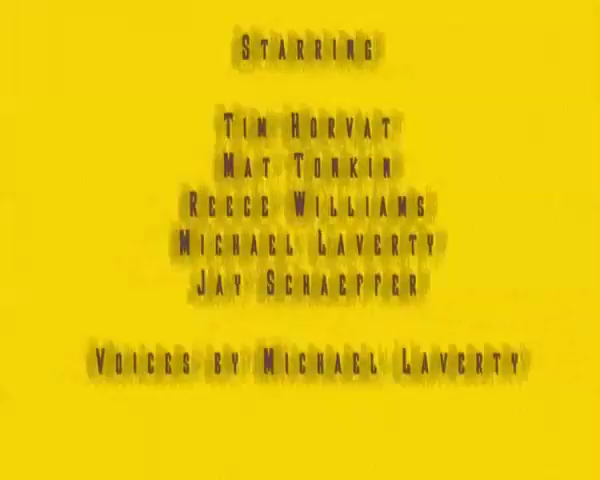 Starring
Tim Horvat
Mat Tonkin
Reece Williams
Michael Laverty
Jay Schaeffer
Voices by Michael Laverty